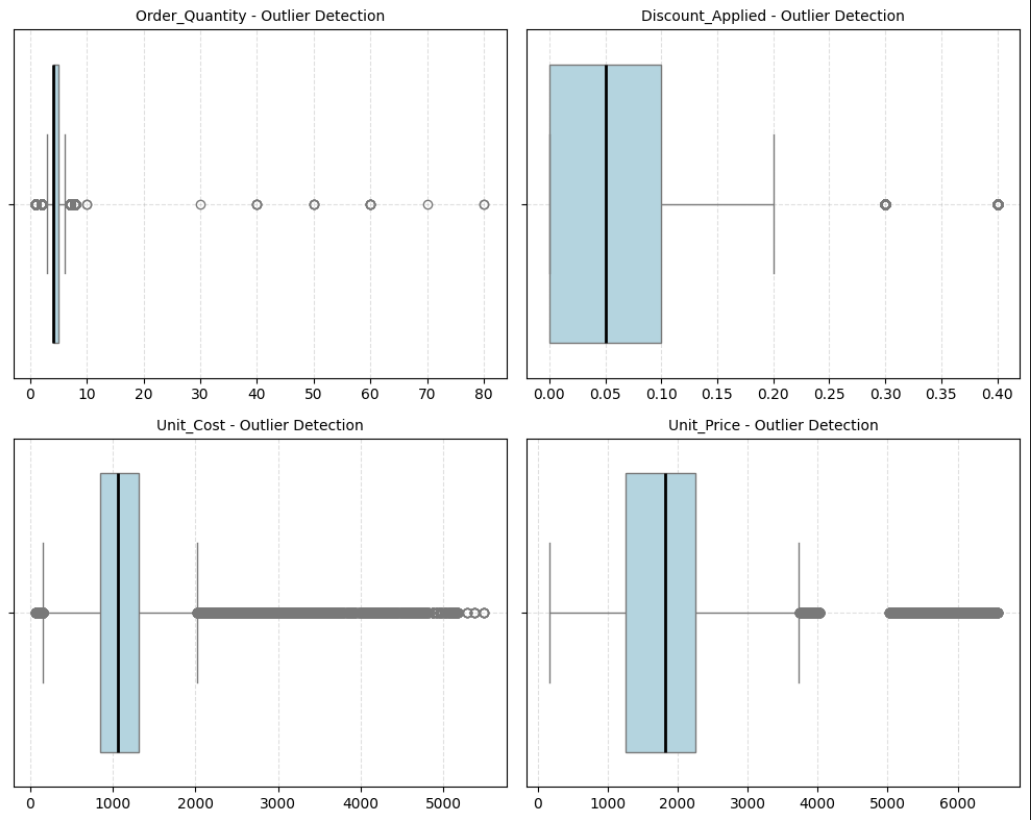 Order_Quantity - Outlier Detection
0 10 20 30 40 50 60 70 80
Discount_Applied - Outlier Detection
0.00 0.05 0.10 0.15 0.20 0.25 0.30 0.35 0.40
Unit_Cost - Outlier Detection
0 1000 2000 3000 4000 5000
Unit_Price - Outlier Detection
0 1000 2000 3000 4000 5000 6000